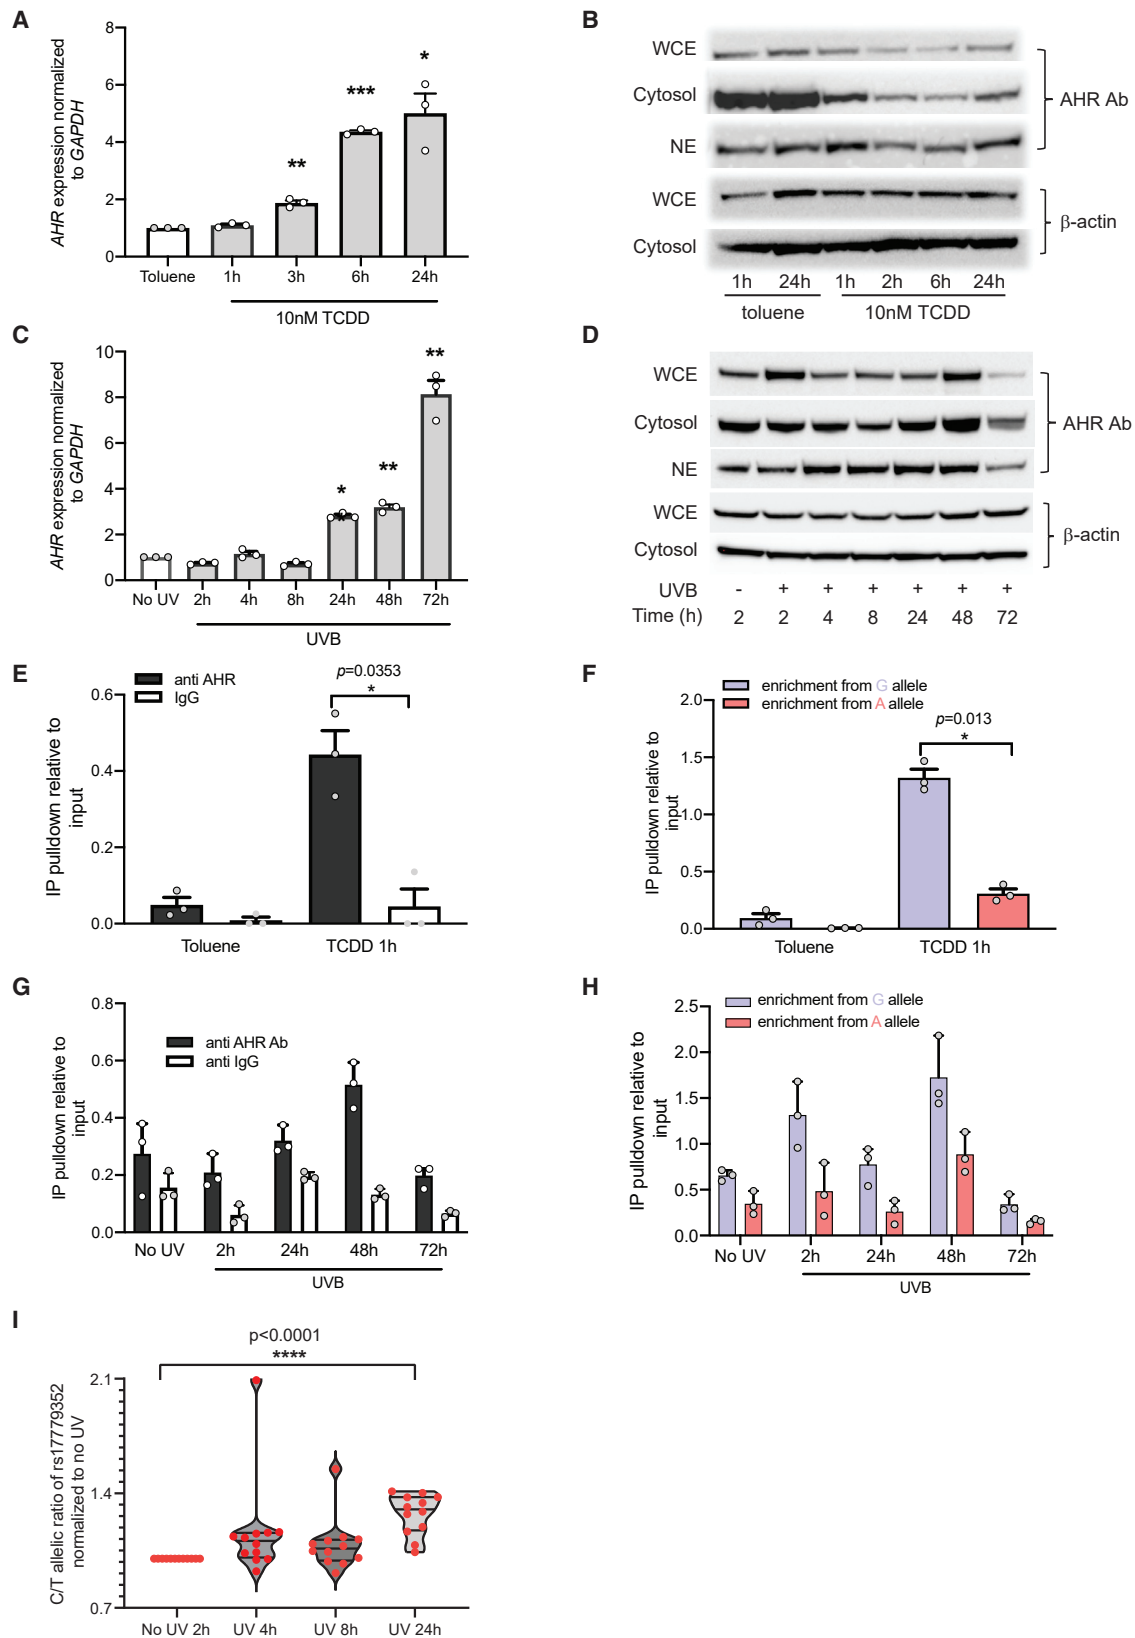 A
AHR expression normalized
to GAPDH
8
6
4
2
0
**
***
*
Toluene
1h
3h
6h
24h
10nM TCDD
B
WCE
Cytosol
NE
AHR Ab
WCE
Cytosol
β-actin
1h
24h
1h
2h
6h
24h
toluene
10nM TCDD
C
AHR expression normalized
to GAPDH
10
8
6
4
2
0
*
**
**
No UV
2h
4h
8h
24h
48h
72h
UVB
D
WCE
Cytosol
NE
AHR Ab
WCE
Cytosol
β-actin
UVB - + + + + + +
Time (h) 2 2 4 8 24 48 72
E
anti AHR
IgG
p=0.0353
*
IP pulldown relative to
input
0.6
0.4
0.2
0.0
Toluene
TCDD 1h
F
enrichment from G allele
enrichment from A allele
p=0.013
*
IP pulldown relative to
input
2.0
1.5
1.0
0.5
0.0
Toluene
TCDD 1h
G
anti AHR Ab
anti IgG
IP pulldown relative to
input
0.8
0.6
0.4
0.2
0.0
No UV
2h
24h
48h
72h
UVB
H
enrichment from G allele
enrichment from A allele
IP pulldown relative to
input
2.5
2.0
1.5
1.0
0.5
0.0
No UV
2h
24h
48h
72h
UVB
I
p<0.0001
****
C/T allelic ratio of rs17779352
normalized to no UV
2.1
1.4
0.7
No UV 2h
UV 4h
UV 8h
UV 24h